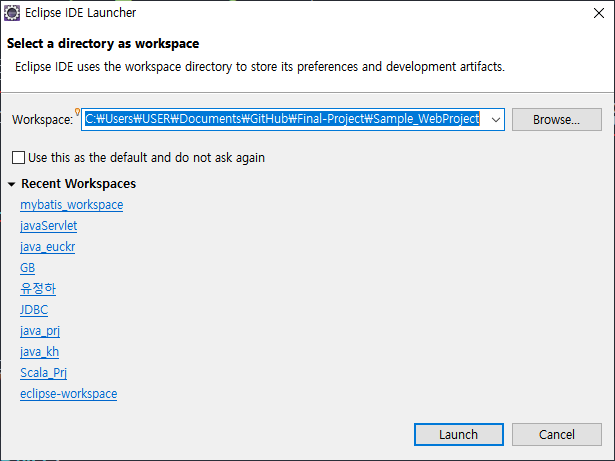 Eclipse IDE Launcher
Select a directory as workspace
Eclipse IDE uses the workspace directory to store its preferences and development artifacts.
Workspace: C:₩Users₩USER₩Documents₩GitHub₩Final-Project₩Sample_WebProject Browse...
Use this as the default and do not ask again
Recent Workspaces
mybatis_workspace
javaServlet
java_euckr
GB
유정하
JDBC
java_prj
java_kh
Scala_Prj
eclipse-workspace
Launch Cancel